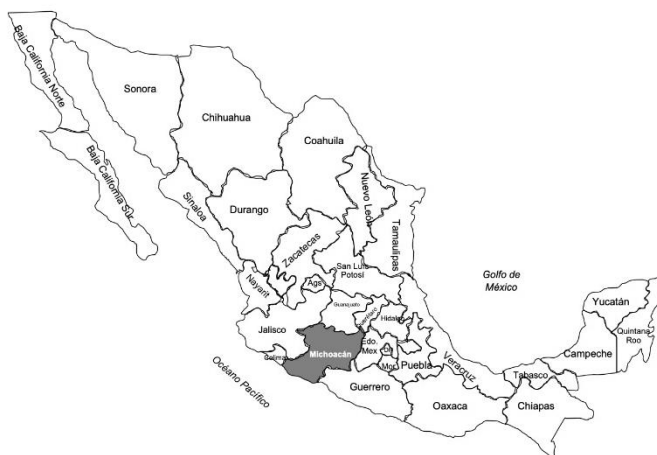 Baja California Norte
Sonora
Chihuahua
Coahuila
Baja California Sur
Sinaloa
Nuevo León
Durango
Tamaulipas
Zacatecas
San Luis
Potosí
Nayarit
Ags
Golfo de
México
Yucatán
Quintana
Roo
Campeche
Jalisco
Hidalgo
Michoacán
Colima
Edo.
Mex
Mor
Puebla
Veracruz
Tabasco
Océano Pacífico
Guerrero
Oaxaca
Chiapas